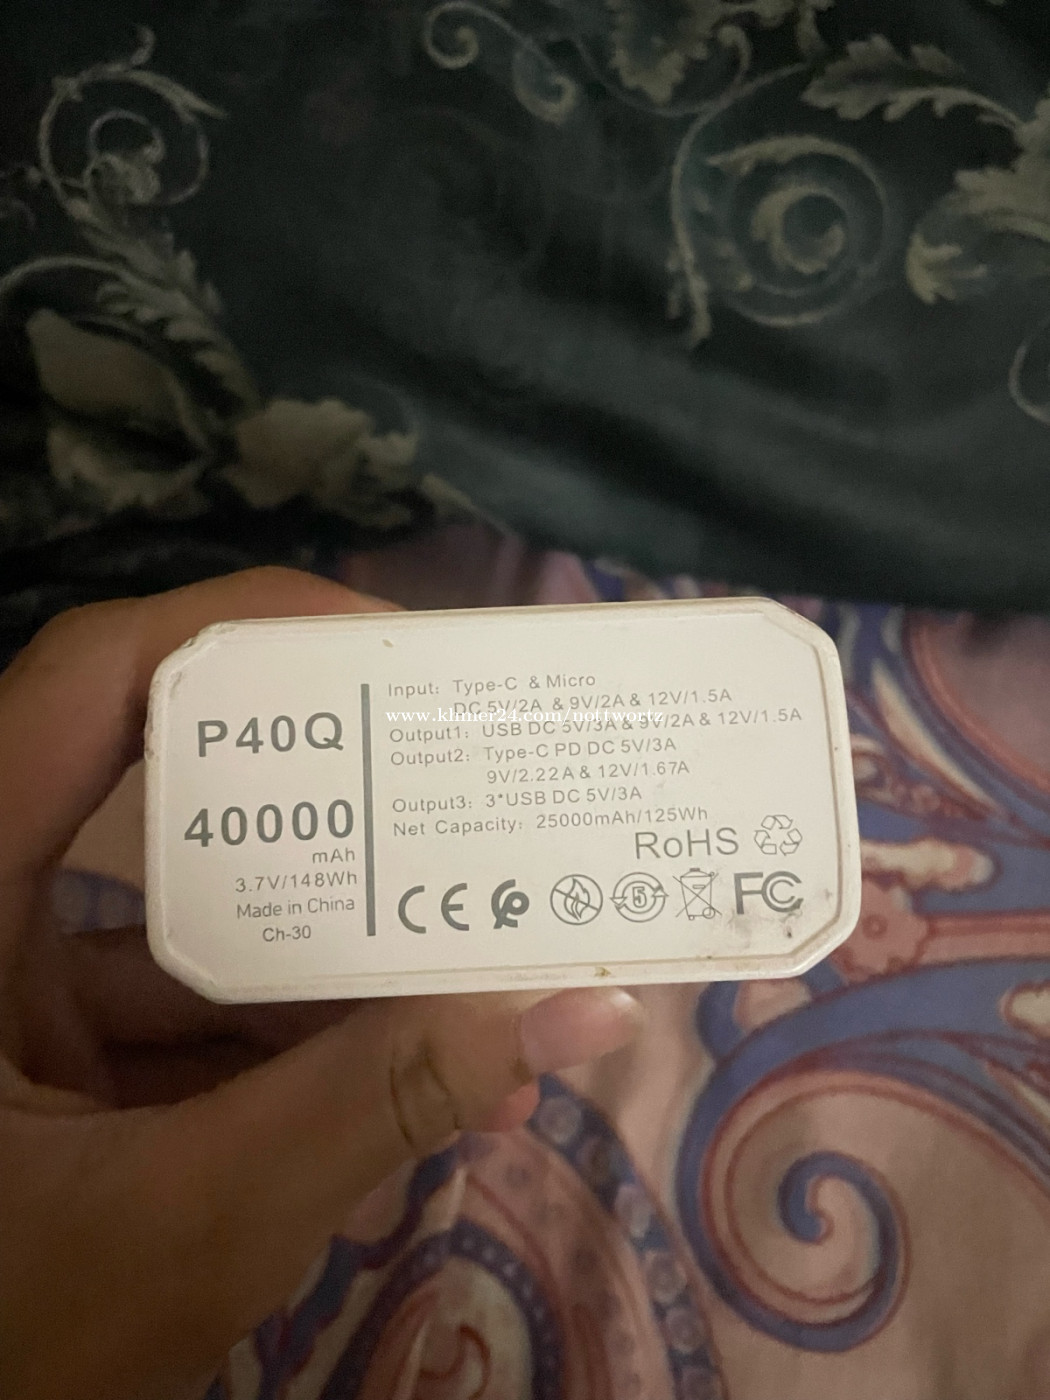 P40Q
40000
mAh
3.7V/148Wh
Made in China
Ch-30
Input: Type-C & Micro
DC 5V/2A & 9V/2A & 12V/1.5A
www.khmer24.com/nottwortz
Output1: USB DC 5V/3A & 9V/2A & 12V/1.5A
Output2: Type-C PD DC 5V/3A
9V/2.22A & 12V/1.67A
Output3: 3*USB DC 5V/3A
Net Capacity: 25000mAh/125Wh
RoHS
CE
5
FC